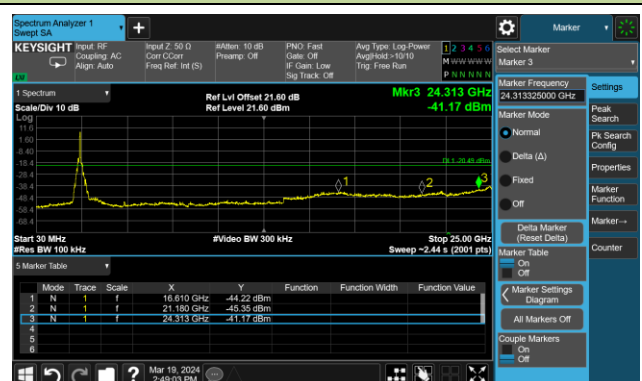 Spectrum Analyzer 1
Swept SA
+
Marker
KEYSIGHT
Input: RF
Coupling: AC
Align: Auto
Input Z: 50 Ω
Corr CCorr
Freq Ref: Int (S)
#Atten: 10 dB
Preamp: Off
PNO: Fast
Gate: Off
IF Gain: Low
Sig Track: Off
Avg Type: Log-Power
Avg|Hold:>10/10
Trig: Free Run
1 2 3 4 5 6
M W W W W W
P N N N N N
LW
Select Marker
Marker 3
1 Spectrum
Scale/Div 10 dB
Ref Lvl Offset 21.60 dB
Ref Level 21.60 dBm
Mkr3 24.313 GHz
-41.17 dBm
Log
11.6
1.60
-8.40
-18.4
-28.4
-38.4
-48.4
-58.4
-68.4
DL1 -20.49 dBm
1
2
3
Start 30 MHz
#Res BW 100 kHz
#Video BW 300 kHz
Stop 25.00 GHz
Sweep ~2.44 s (2001 pts)
5 Marker Table
Mode Trace Scale X Y Function Function Width Function Value
1 N 1 f 16.610 GHz -44.22 dBm
2 N 1 f 21.180 GHz -45.35 dBm
3 N 1 f 24.313 GHz -41.17 dBm
4
5
6
Marker Frequency
24.313325000 GHz
Marker Mode
Normal
Delta (Δ)
Fixed
Off
Delta Marker
(Reset Delta)
Marker Table
On
Off
Marker Settings
Diagram
All Markers Off
Couple Markers
On
Off
Settings
Peak
Search
Pk Search
Config
Properties
Marker
Function
Marker→
Counter
?
Mar 19, 2024
2:49:03 PM